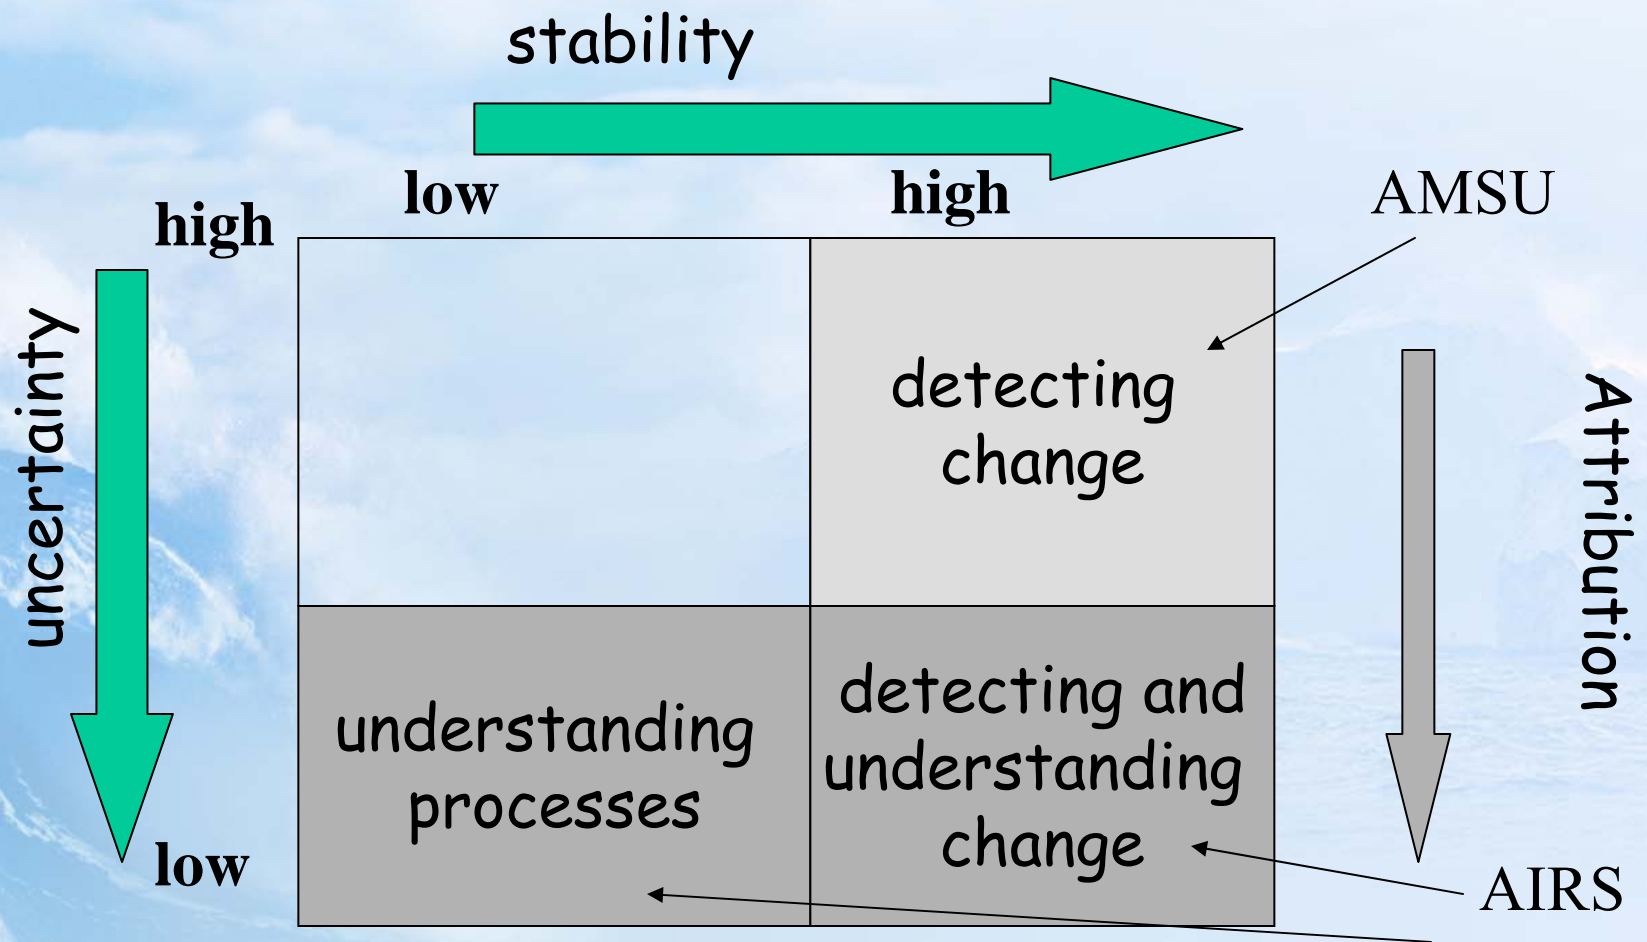 stability
low
high
AMSU
high
uncertainty
detecting
change
Attribution
understanding
processes
detecting and
understanding
change
low
AIRS